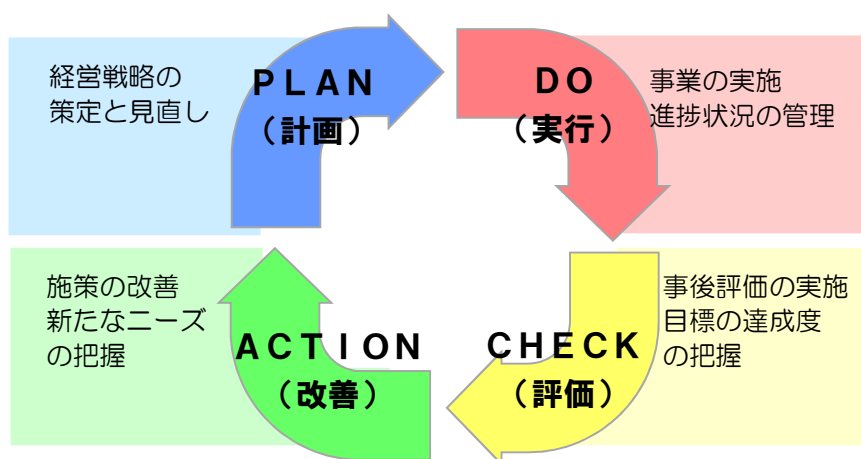 経営戦略の
策定と見直し
ＰＬＡＮ
（計画）
ＤＯ
（実行）
事業の実施
進捗状況の管理
施策の改善
新たなニーズ
の把握
ＡＣＴＩＯＮ
（改善）
ＣＨＥＣＫ
（評価）
事後評価の実施
目標の達成度
の把握